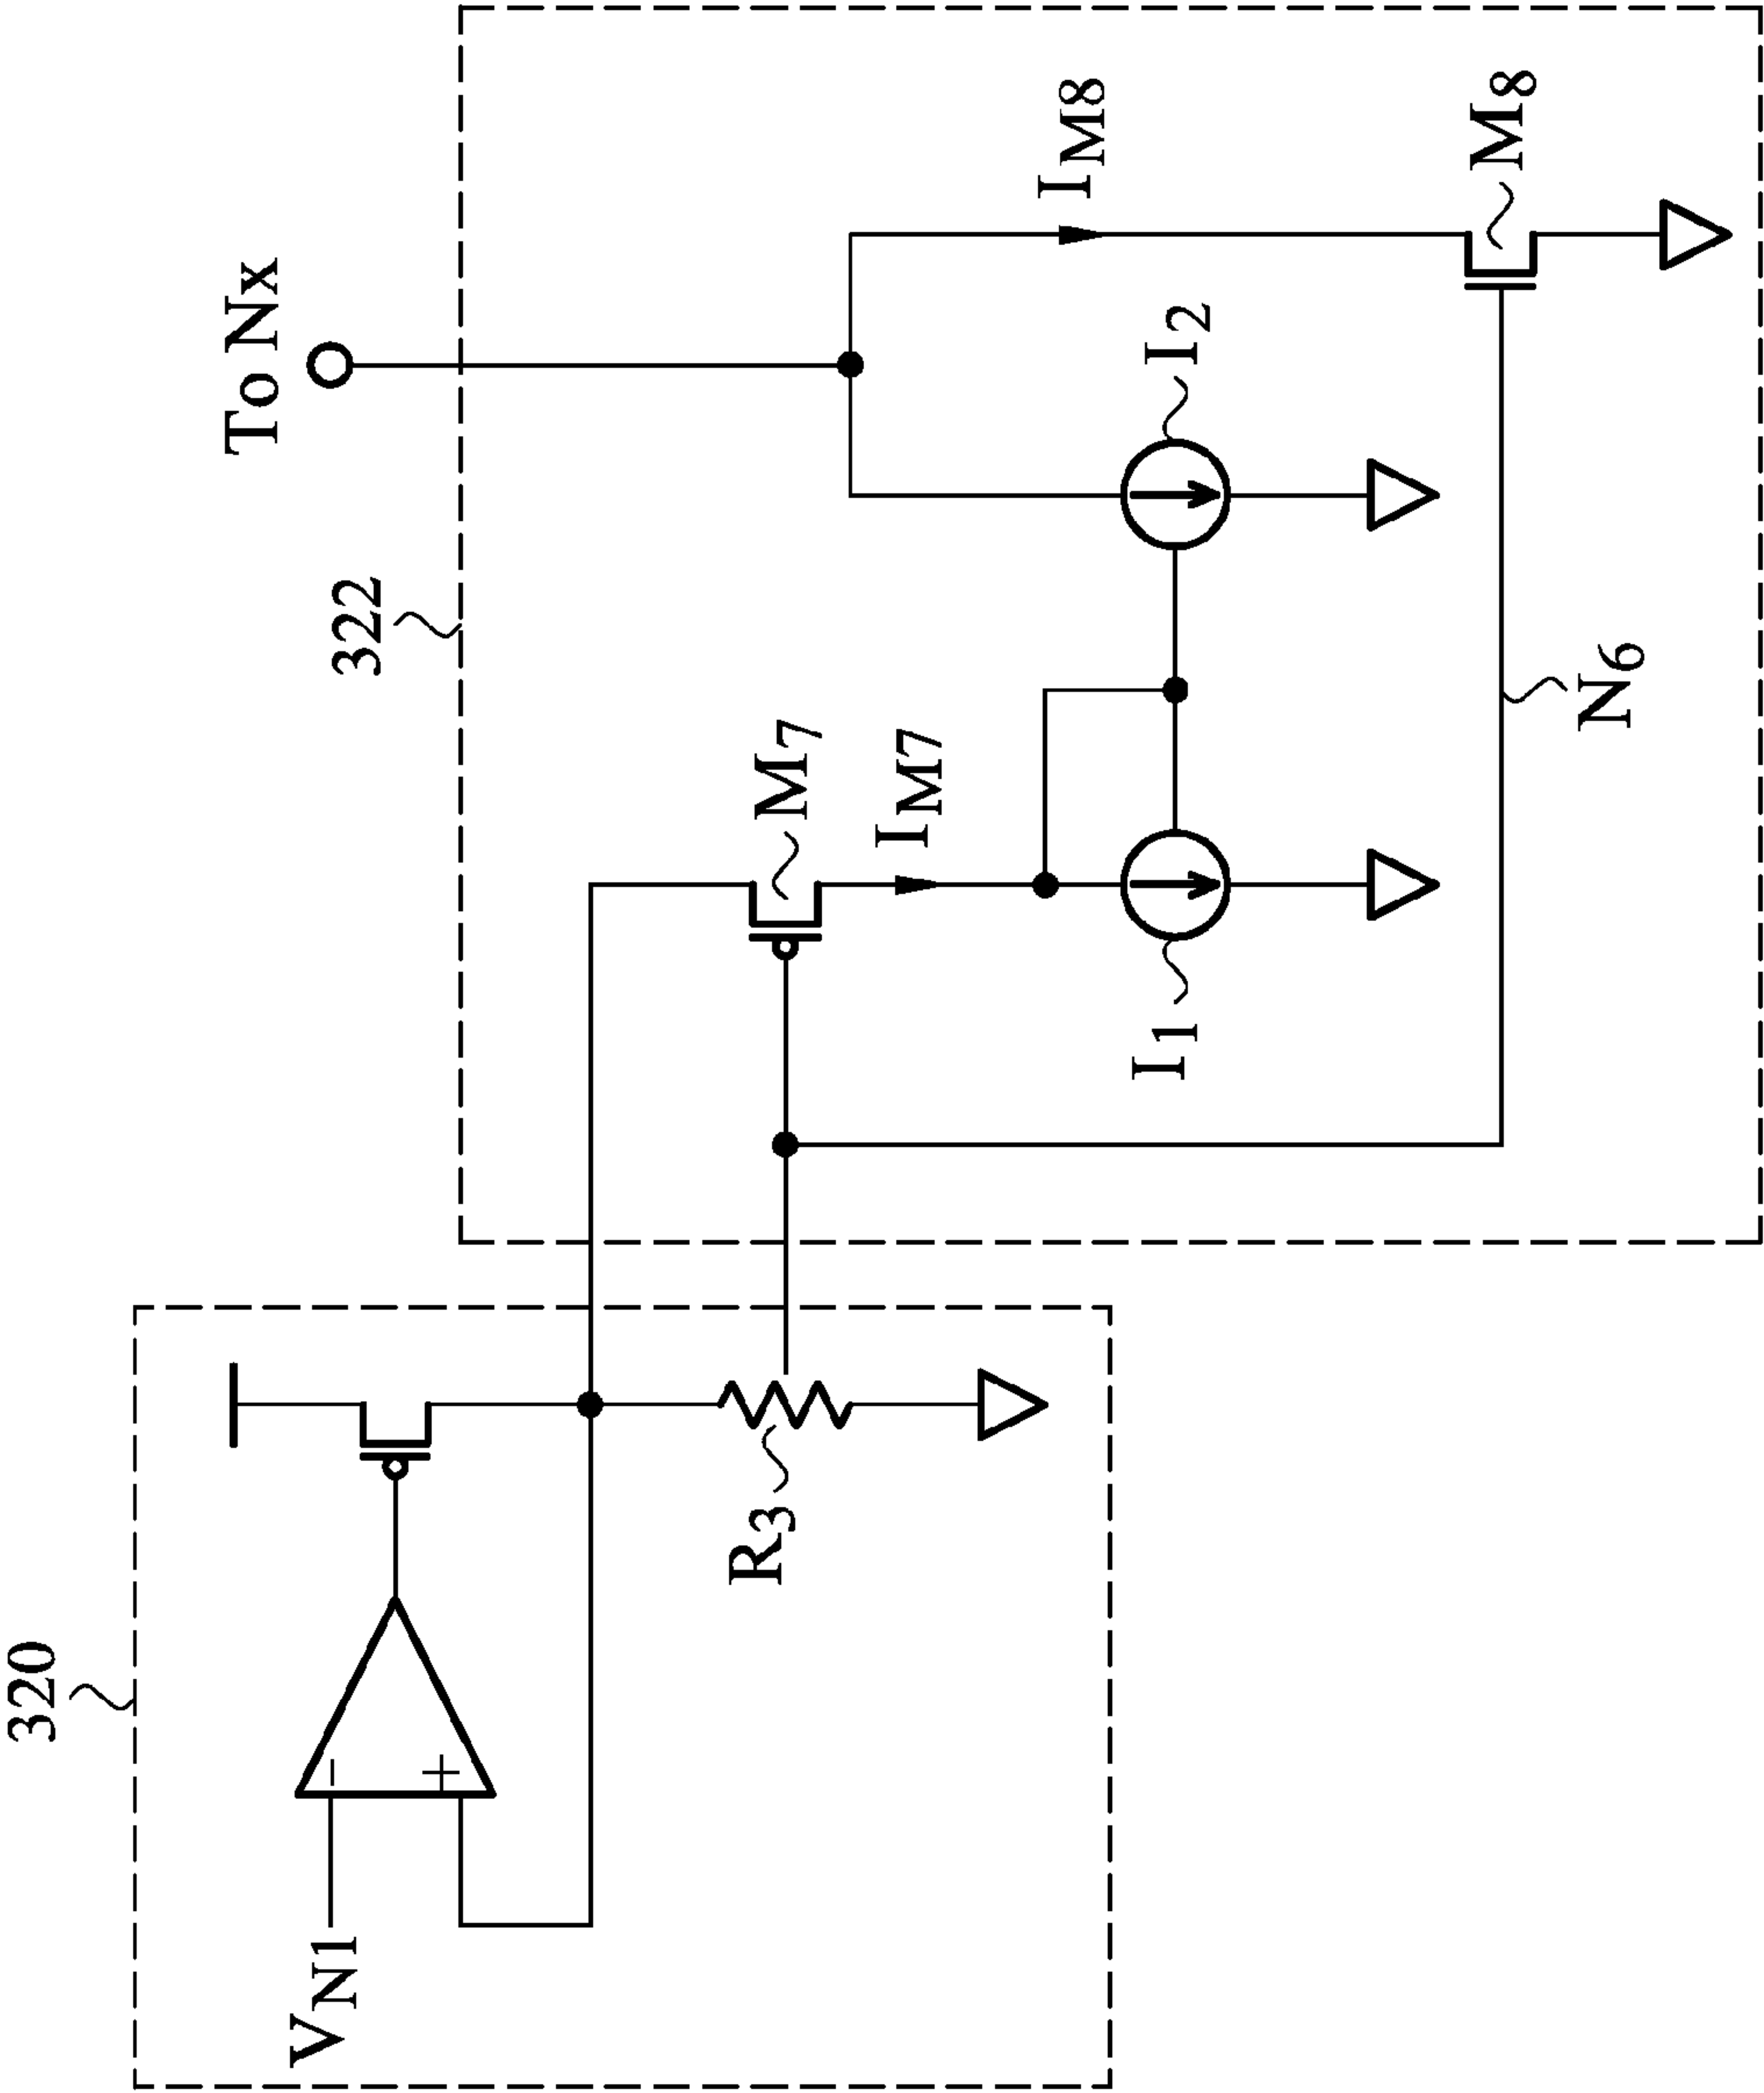 To Nx
322
I_M8
M_8
I_2
M_7
I_M7
I_1
N_6
320
V_N1
−
+
R_3